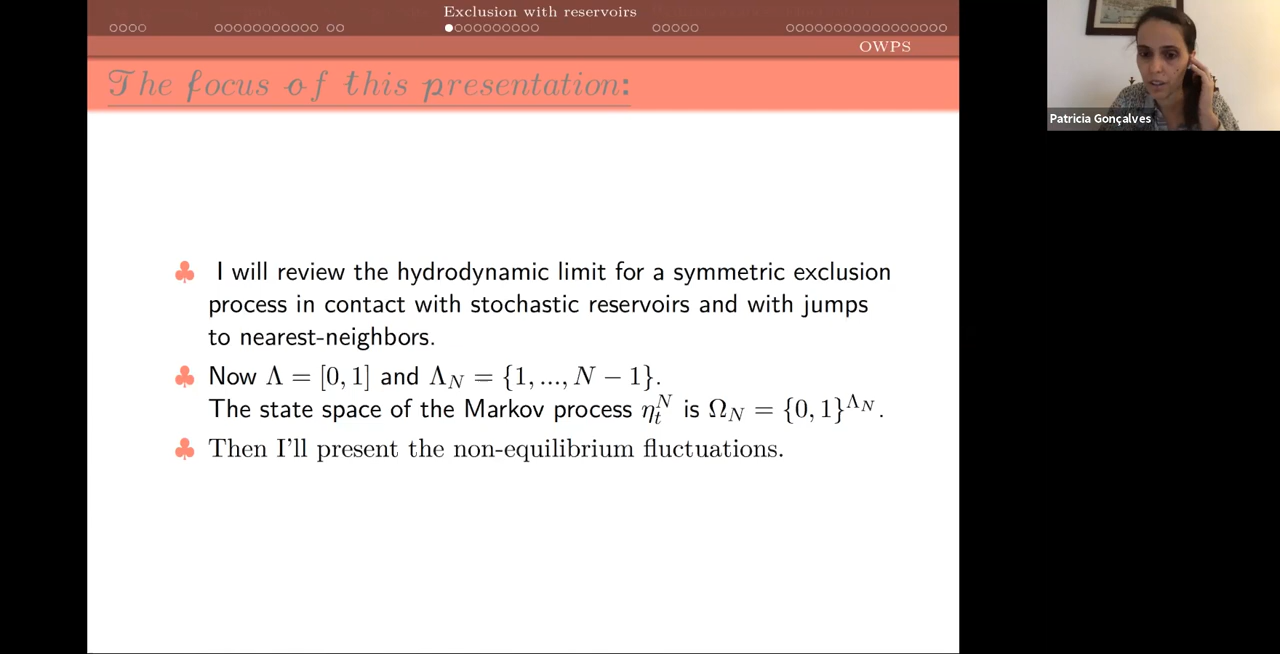 Exclusion with reservoirs
OWPS
The focus of this presentation:
♣ I will review the hydrodynamic limit for a symmetric exclusion
process in contact with stochastic reservoirs and with jumps
to nearest-neighbors.
♣ Now Λ = [0, 1] and Λ_N = {1, ..., N − 1}.
The state space of the Markov process η_t^N is Ω_N = {0, 1}^{Λ_N}.
♣ Then I'll present the non-equilibrium fluctuations.
Patricia Gonçalves